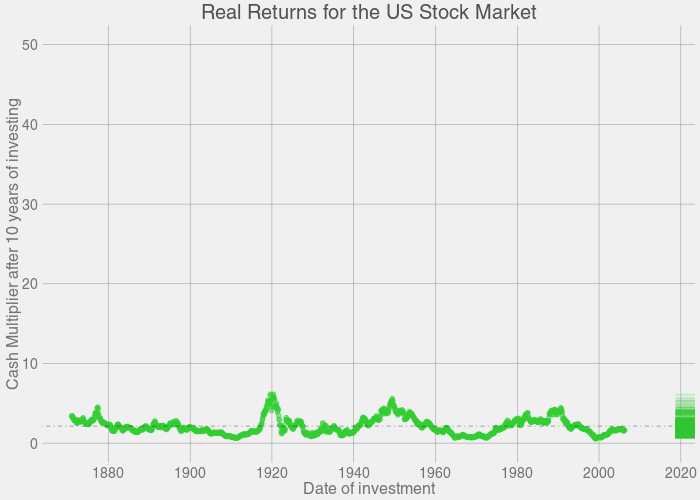 Real Returns for the US Stock Market
Cash Multiplier after 10 years of investing
50
40
30
20
10
0
1880 1900 1920 1940 1960 1980 2000 2020
Date of investment